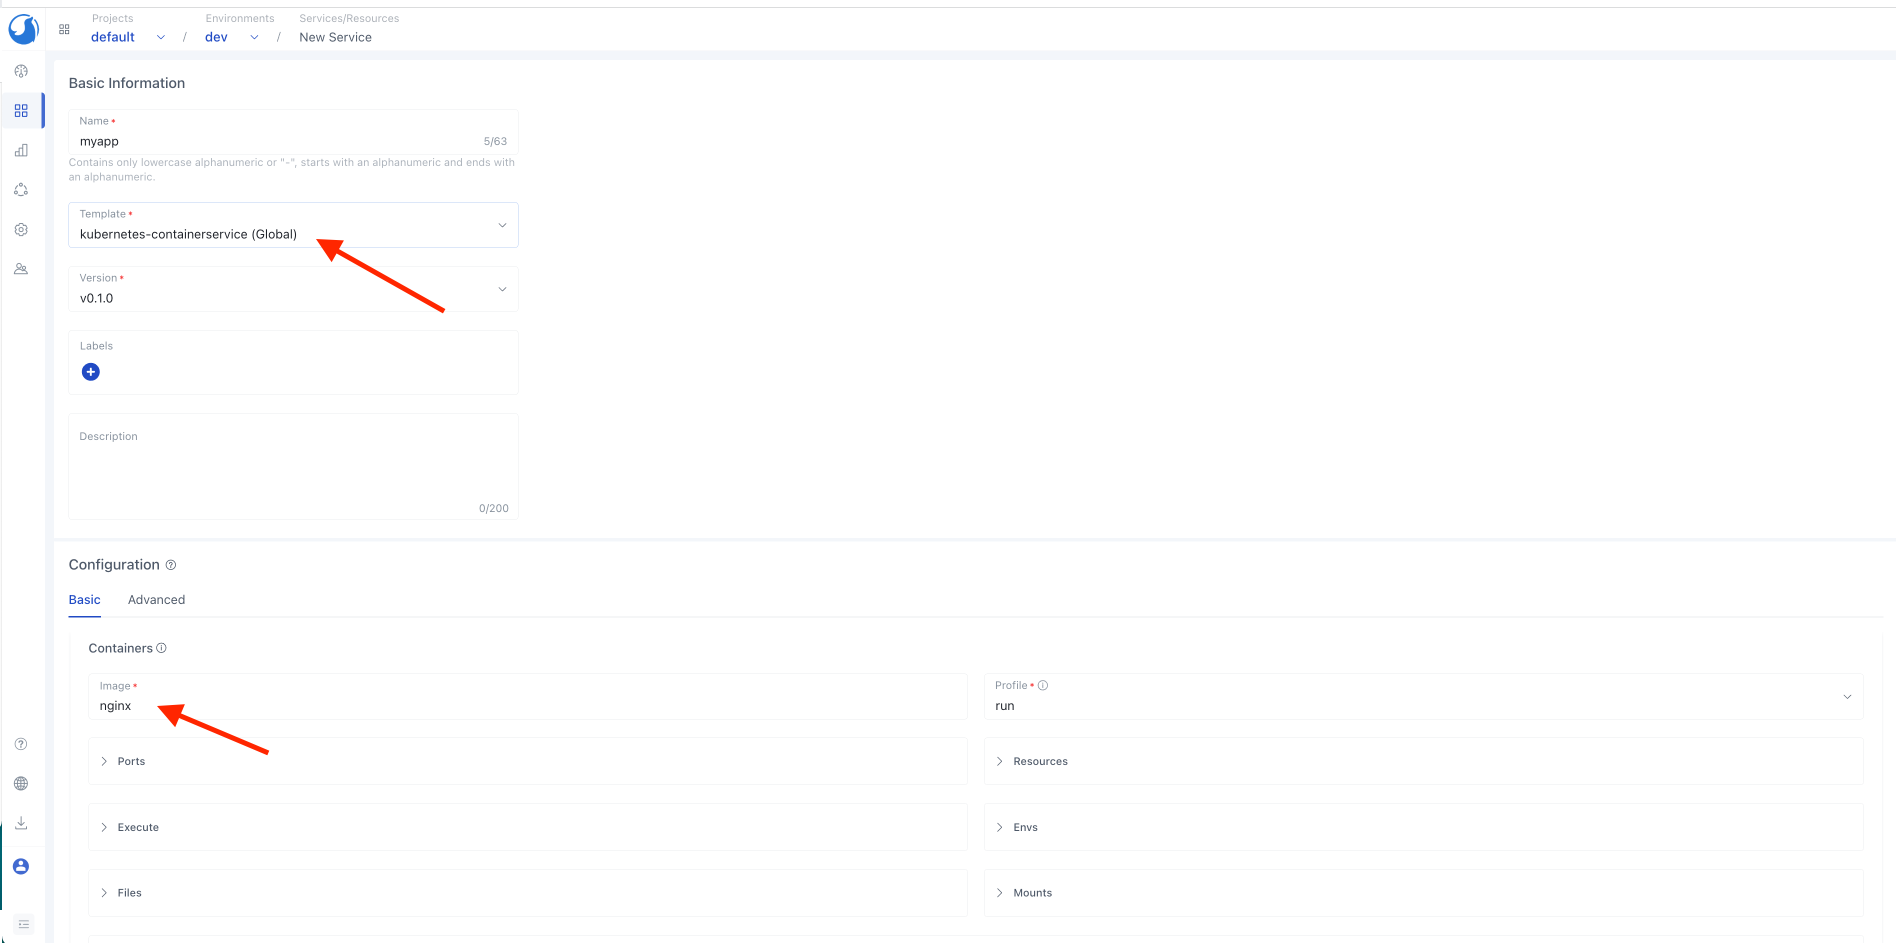 Projects Environments Services/Resources
default / dev / New Service
Basic Information
Name *
myapp 5/63
Contains only lowercase alphanumeric or "-", starts with an alphanumeric and ends with
an alphanumeric.
Template *
kubernetes-containerservice (Global)
Version *
v0.1.0
Labels
Description
0/200
Configuration
Basic Advanced
Containers
Image * Profile *
nginx run
Ports Resources
Execute Envs
Files Mounts